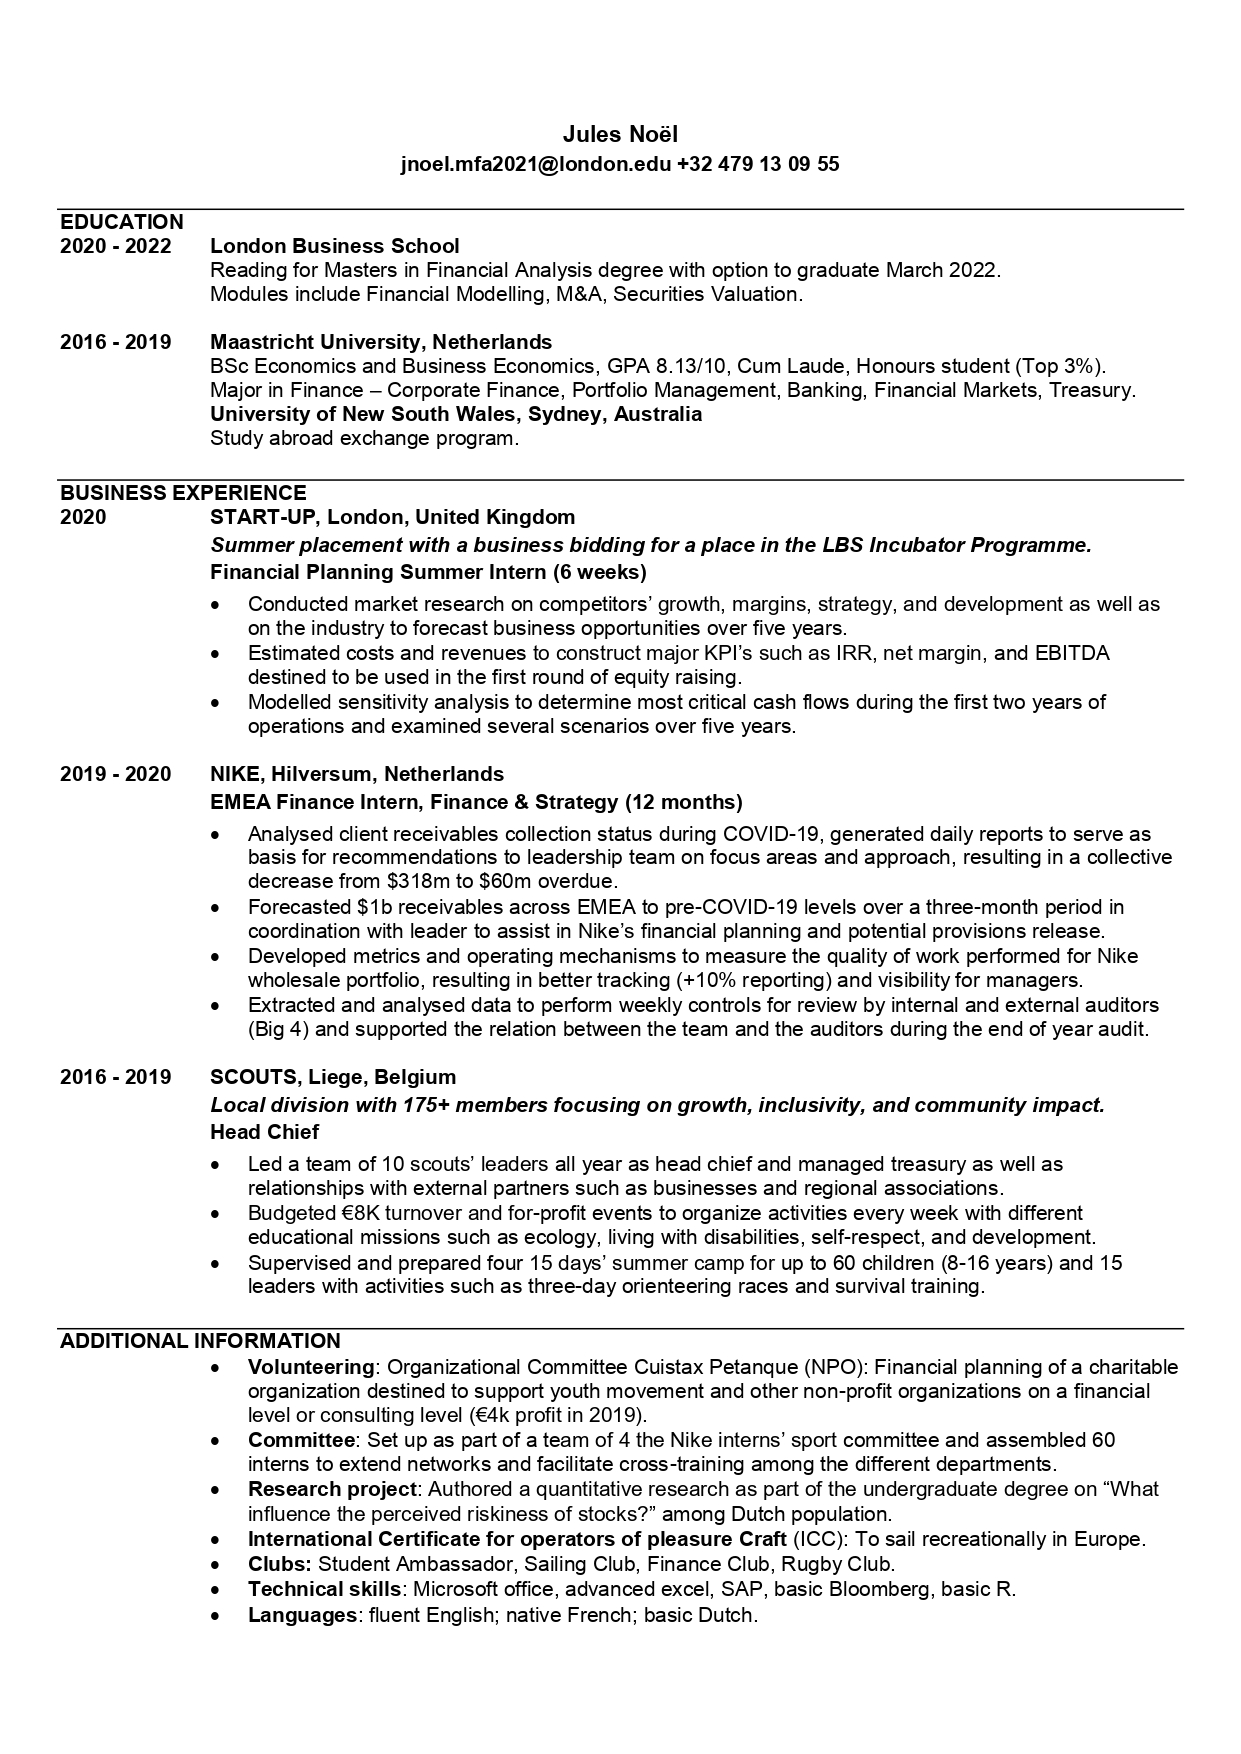 Jules Noël
jnoel.mfa2021@london.edu +32 479 13 09 55
EDUCATION
2020 - 2022 London Business School
Reading for Masters in Financial Analysis degree with option to graduate March 2022.
Modules include Financial Modelling, M&A, Securities Valuation.
2016 - 2019 Maastricht University, Netherlands
BSc Economics and Business Economics, GPA 8.13/10, Cum Laude, Honours student (Top 3%).
Major in Finance – Corporate Finance, Portfolio Management, Banking, Financial Markets, Treasury.
University of New South Wales, Sydney, Australia
Study abroad exchange program.
BUSINESS EXPERIENCE
2020 START-UP, London, United Kingdom
Summer placement with a business bidding for a place in the LBS Incubator Programme.
Financial Planning Summer Intern (6 weeks)
• Conducted market research on competitors’ growth, margins, strategy, and development as well as
on the industry to forecast business opportunities over five years.
• Estimated costs and revenues to construct major KPI’s such as IRR, net margin, and EBITDA
destined to be used in the first round of equity raising.
• Modelled sensitivity analysis to determine most critical cash flows during the first two years of
operations and examined several scenarios over five years.
2019 - 2020 NIKE, Hilversum, Netherlands
EMEA Finance Intern, Finance & Strategy (12 months)
• Analysed client receivables collection status during COVID-19, generated daily reports to serve as
basis for recommendations to leadership team on focus areas and approach, resulting in a collective
decrease from $318m to $60m overdue.
• Forecasted $1b receivables across EMEA to pre-COVID-19 levels over a three-month period in
coordination with leader to assist in Nike’s financial planning and potential provisions release.
• Developed metrics and operating mechanisms to measure the quality of work performed for Nike
wholesale portfolio, resulting in better tracking (+10% reporting) and visibility for managers.
• Extracted and analysed data to perform weekly controls for review by internal and external auditors
(Big 4) and supported the relation between the team and the auditors during the end of year audit.
2016 - 2019 SCOUTS, Liege, Belgium
Local division with 175+ members focusing on growth, inclusivity, and community impact.
Head Chief
• Led a team of 10 scouts’ leaders all year as head chief and managed treasury as well as
relationships with external partners such as businesses and regional associations.
• Budgeted €8K turnover and for-profit events to organize activities every week with different
educational missions such as ecology, living with disabilities, self-respect, and development.
• Supervised and prepared four 15 days’ summer camp for up to 60 children (8-16 years) and 15
leaders with activities such as three-day orienteering races and survival training.
ADDITIONAL INFORMATION
• Volunteering: Organizational Committee Cuistax Petanque (NPO): Financial planning of a charitable
organization destined to support youth movement and other non-profit organizations on a financial
level or consulting level (€4k profit in 2019).
• Committee: Set up as part of a team of 4 the Nike interns’ sport committee and assembled 60
interns to extend networks and facilitate cross-training among the different departments.
• Research project: Authored a quantitative research as part of the undergraduate degree on “What
influence the perceived riskiness of stocks?” among Dutch population.
• International Certificate for operators of pleasure Craft (ICC): To sail recreationally in Europe.
• Clubs: Student Ambassador, Sailing Club, Finance Club, Rugby Club.
• Technical skills: Microsoft office, advanced excel, SAP, basic Bloomberg, basic R.
• Languages: fluent English; native French; basic Dutch.